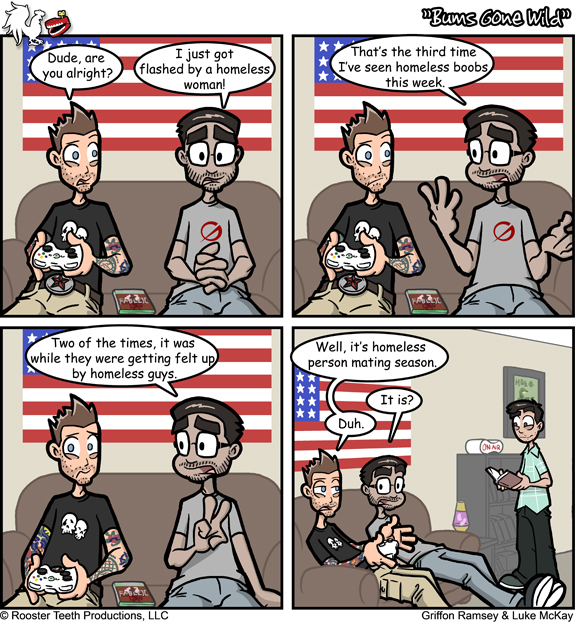 "Bums Gone Wild"
Dude, are
you alright?
I just got
flashed by a homeless
woman!
That's the third time
I've seen homeless boobs
this week.
Two of the times, it was
while they were getting felt up
by homeless guys.
Well, it's homeless
person mating season.
It is?
Duh.
ON AIR
© Rooster Teeth Productions, LLC
Griffon Ramsey & Luke McKay